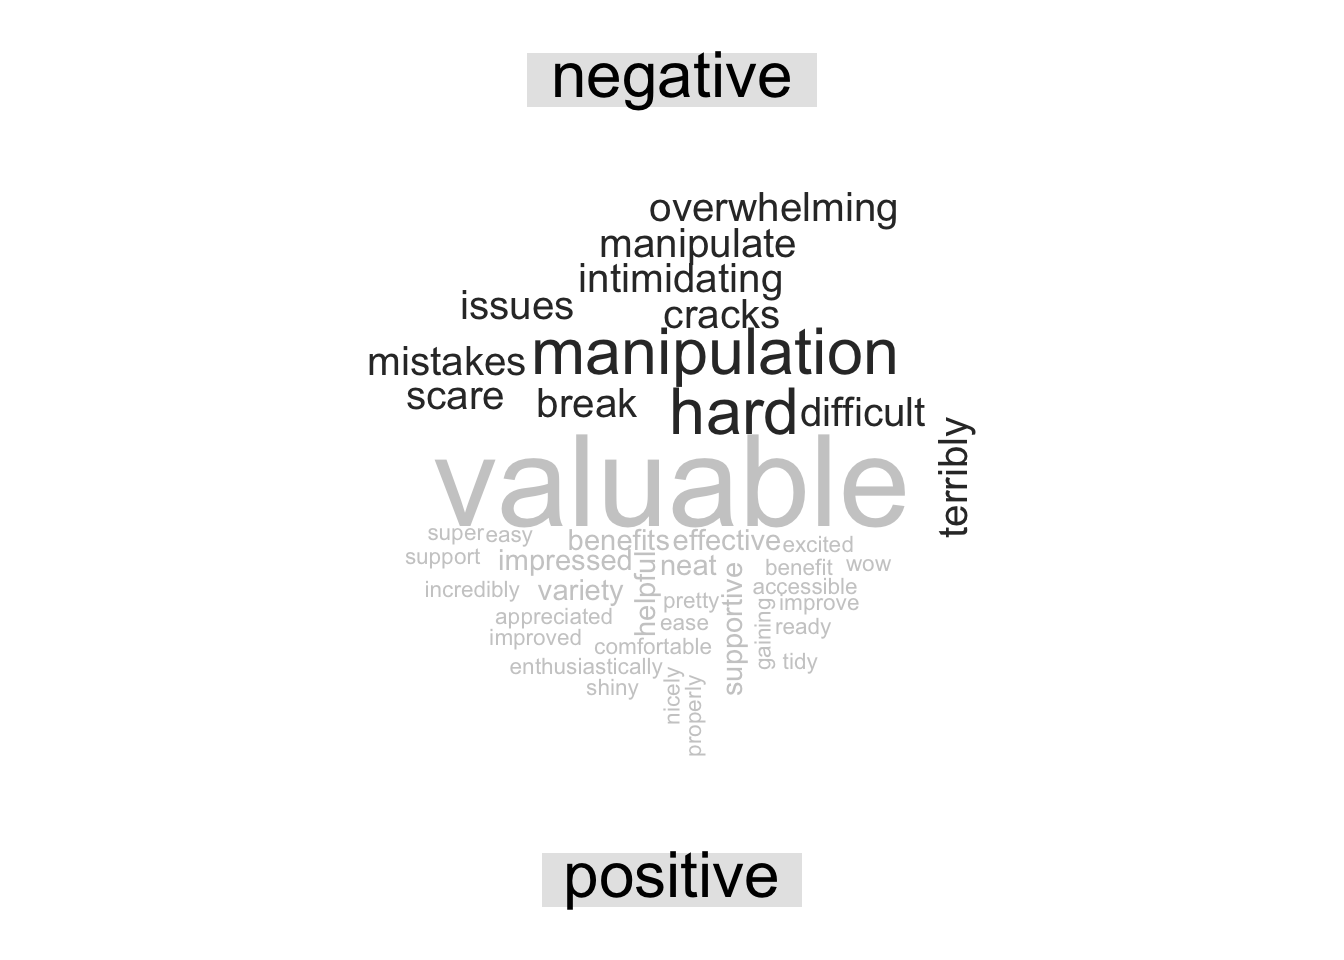 negative
overwhelming
manipulate
intimidating
issues
cracks
mistakes manipulation
scare break hard difficult
terribly
valuable
super easy benefits effective excited
support impressed helpful neat benefit wow
incredibly variety supportive accessible
pretty gaining improve
appreciated ease ready
improved comfortable
enthusiastically tidy
shiny nicely properly
positive